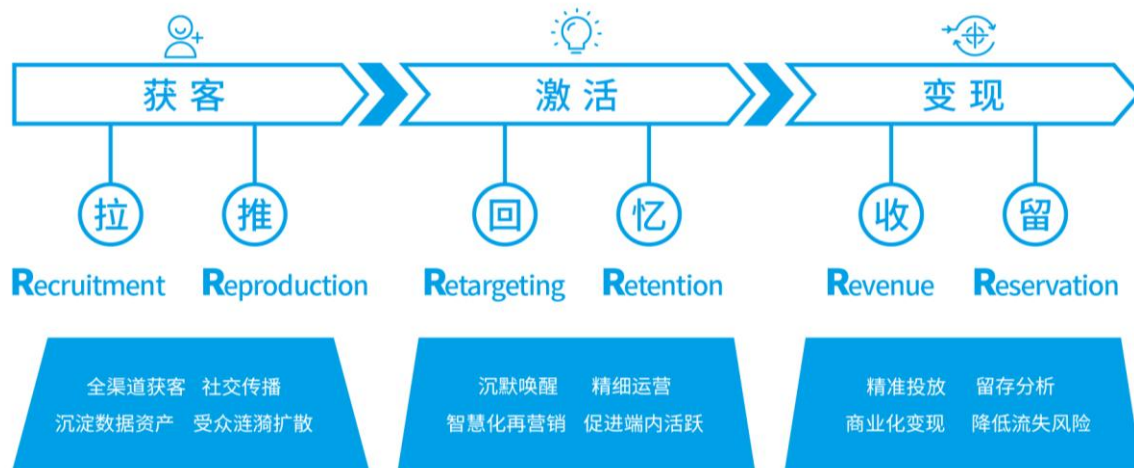 获客 激活 变现
拉 推 回 忆 收 留
Recruitment Reproduction Retargeting Retention Revenue Reservation
全渠道获客 社交传播 沉默唤醒 精细运营 精准投放 留存分析
沉淀数据资产 受众涟漪扩散 智慧化再营销 促进端内活跃 商业化变现 降低流失风险